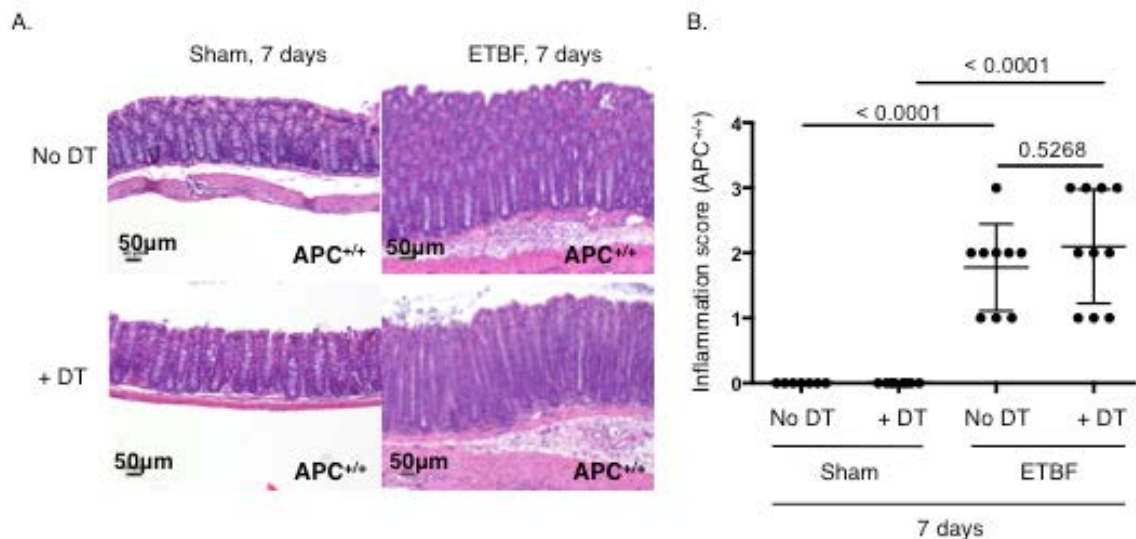 A.
Sham, 7 days
ETBF, 7 days
No DT
50µm
APC+/+
50µm
APC+/+
+ DT
50µm
APC+/+
50µm
APC+/+
B.
< 0.0001
< 0.0001
0.5268
Inflammation score (APC+/+)
4
3
2
1
0
No DT
+ DT
No DT
+ DT
Sham
ETBF
7 days